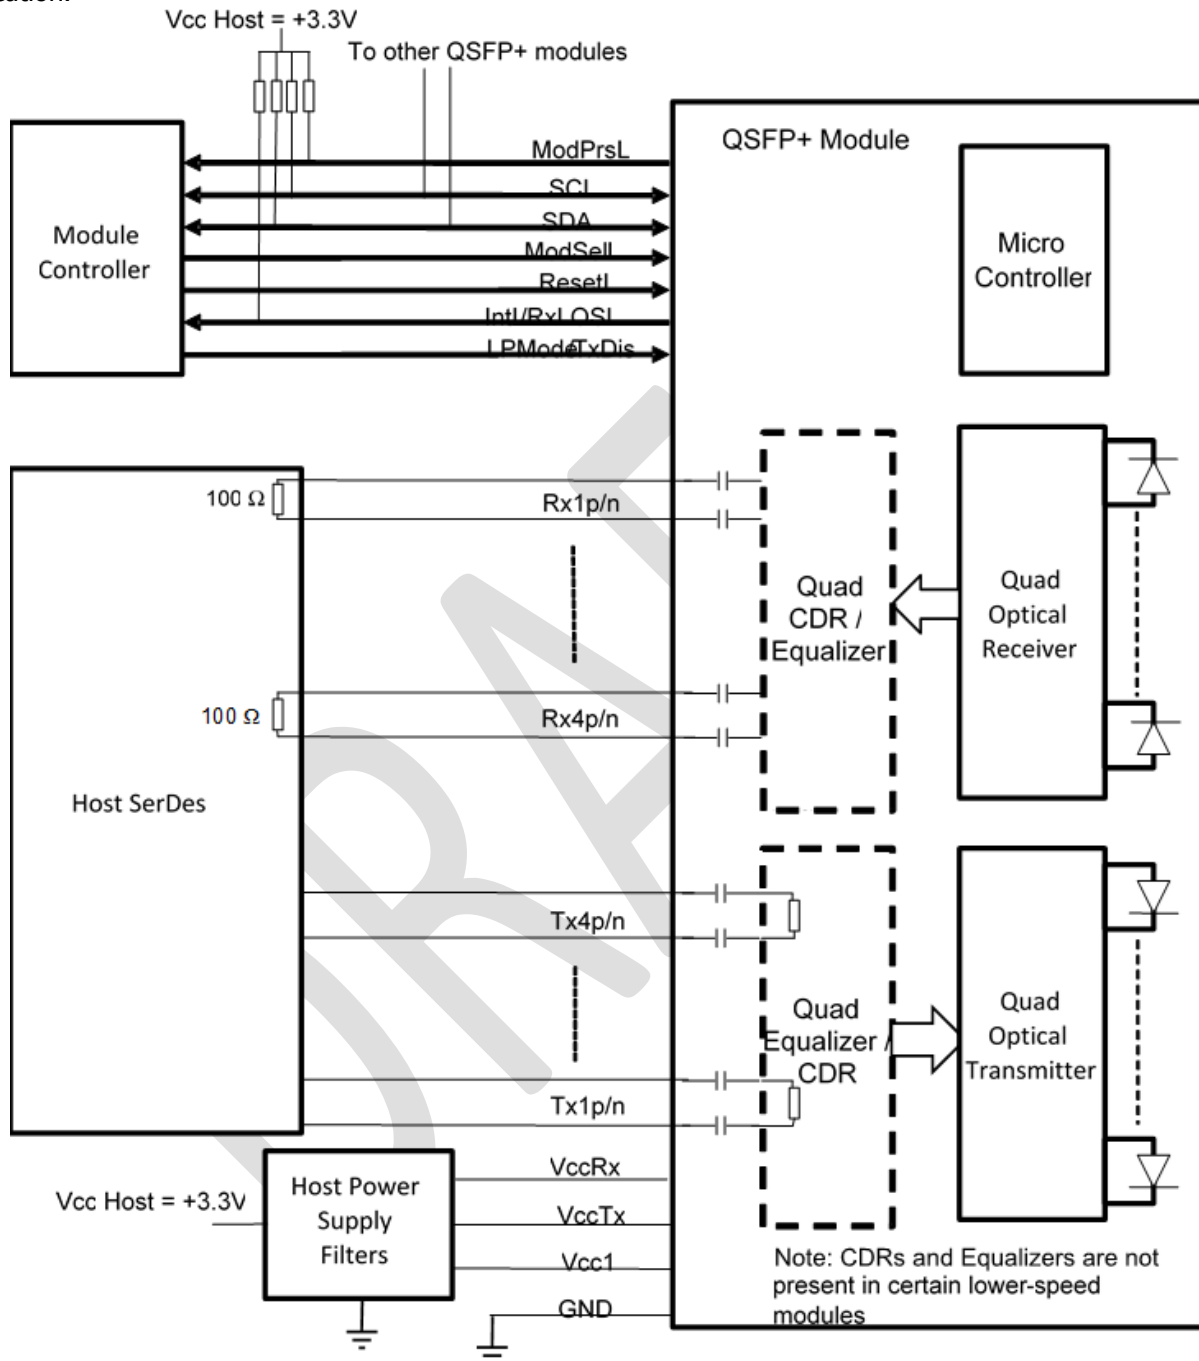 Vcc Host = +3.3V
To other QSFP+ modules
QSFP+ Module
ModPrsL
SCL
SDA
ModSelL
ResetL
IntL/RxLOSL
LPMode/TxDis
Module
Controller
Micro
Controller
100 Ω
Rx1p/n
Quad
CDR /
Equalizer
Quad
Optical
Receiver
100 Ω
Rx4p/n
Host SerDes
Tx4p/n
Quad
Equalizer /
CDR
Quad
Optical
Transmitter
Tx1p/n
Vcc Host = +3.3V
Host Power
Supply
Filters
VccRx
VccTx
Vcc1
GND
Note: CDRs and Equalizers are not
present in certain lower-speed
modules